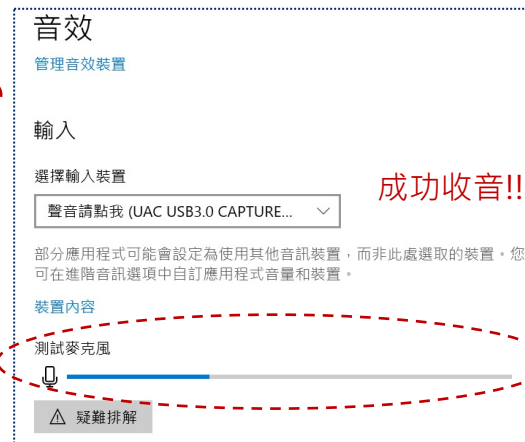 音效
管理音效裝置
輸入
選擇輸入裝置
成功收音!!
聲音請點我 (UAC USB3.0 CAPTURE...
部分應用程式可能會設定為使用其他音訊裝置，而非此處選取的裝置。您
可在進階音訊選項中自訂應用程式音量和裝置。
裝置內容
測試麥克風
疑難排解